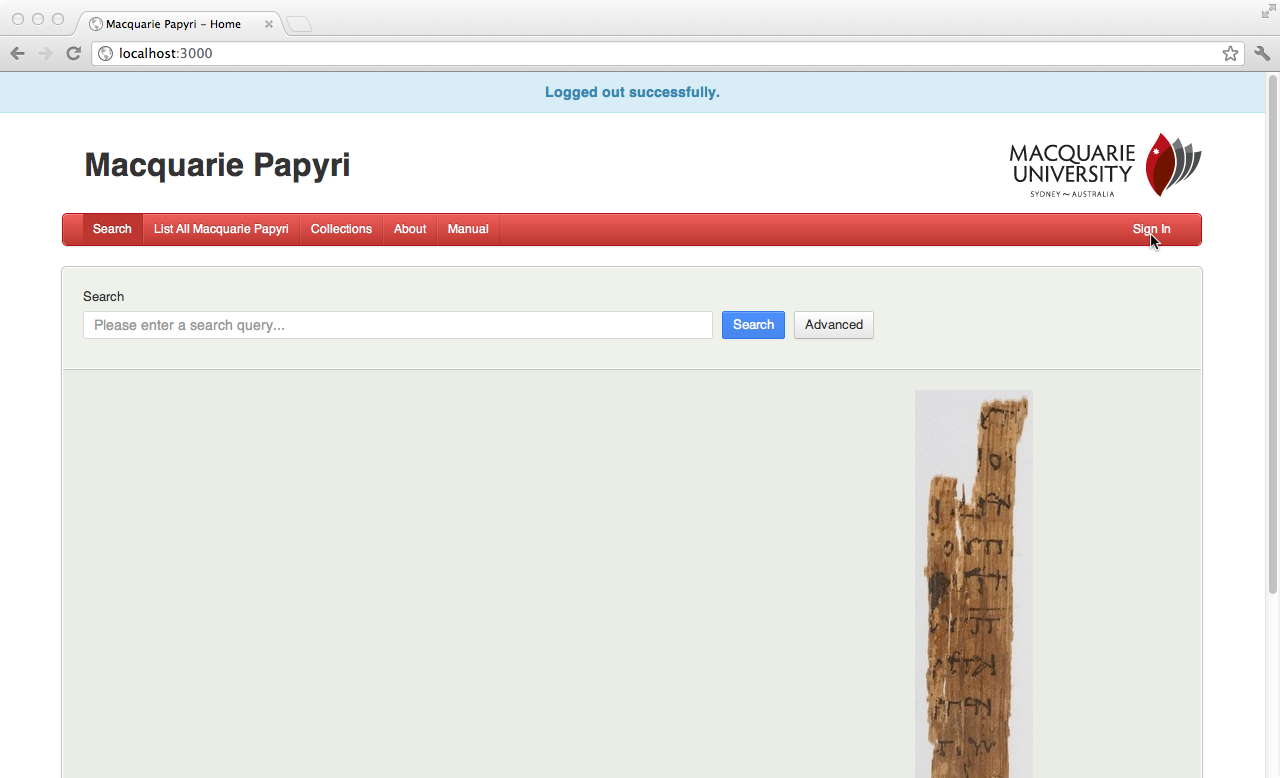 Macquarie Papyri – Home
localhost:3000
Logged out successfully.
Macquarie Papyri
MACQUARIE
UNIVERSITY
SYDNEY ~ AUSTRALIA
Search
List All Macquarie Papyri
Collections
About
Manual
Sign In
Search
Please enter a search query...
Search
Advanced